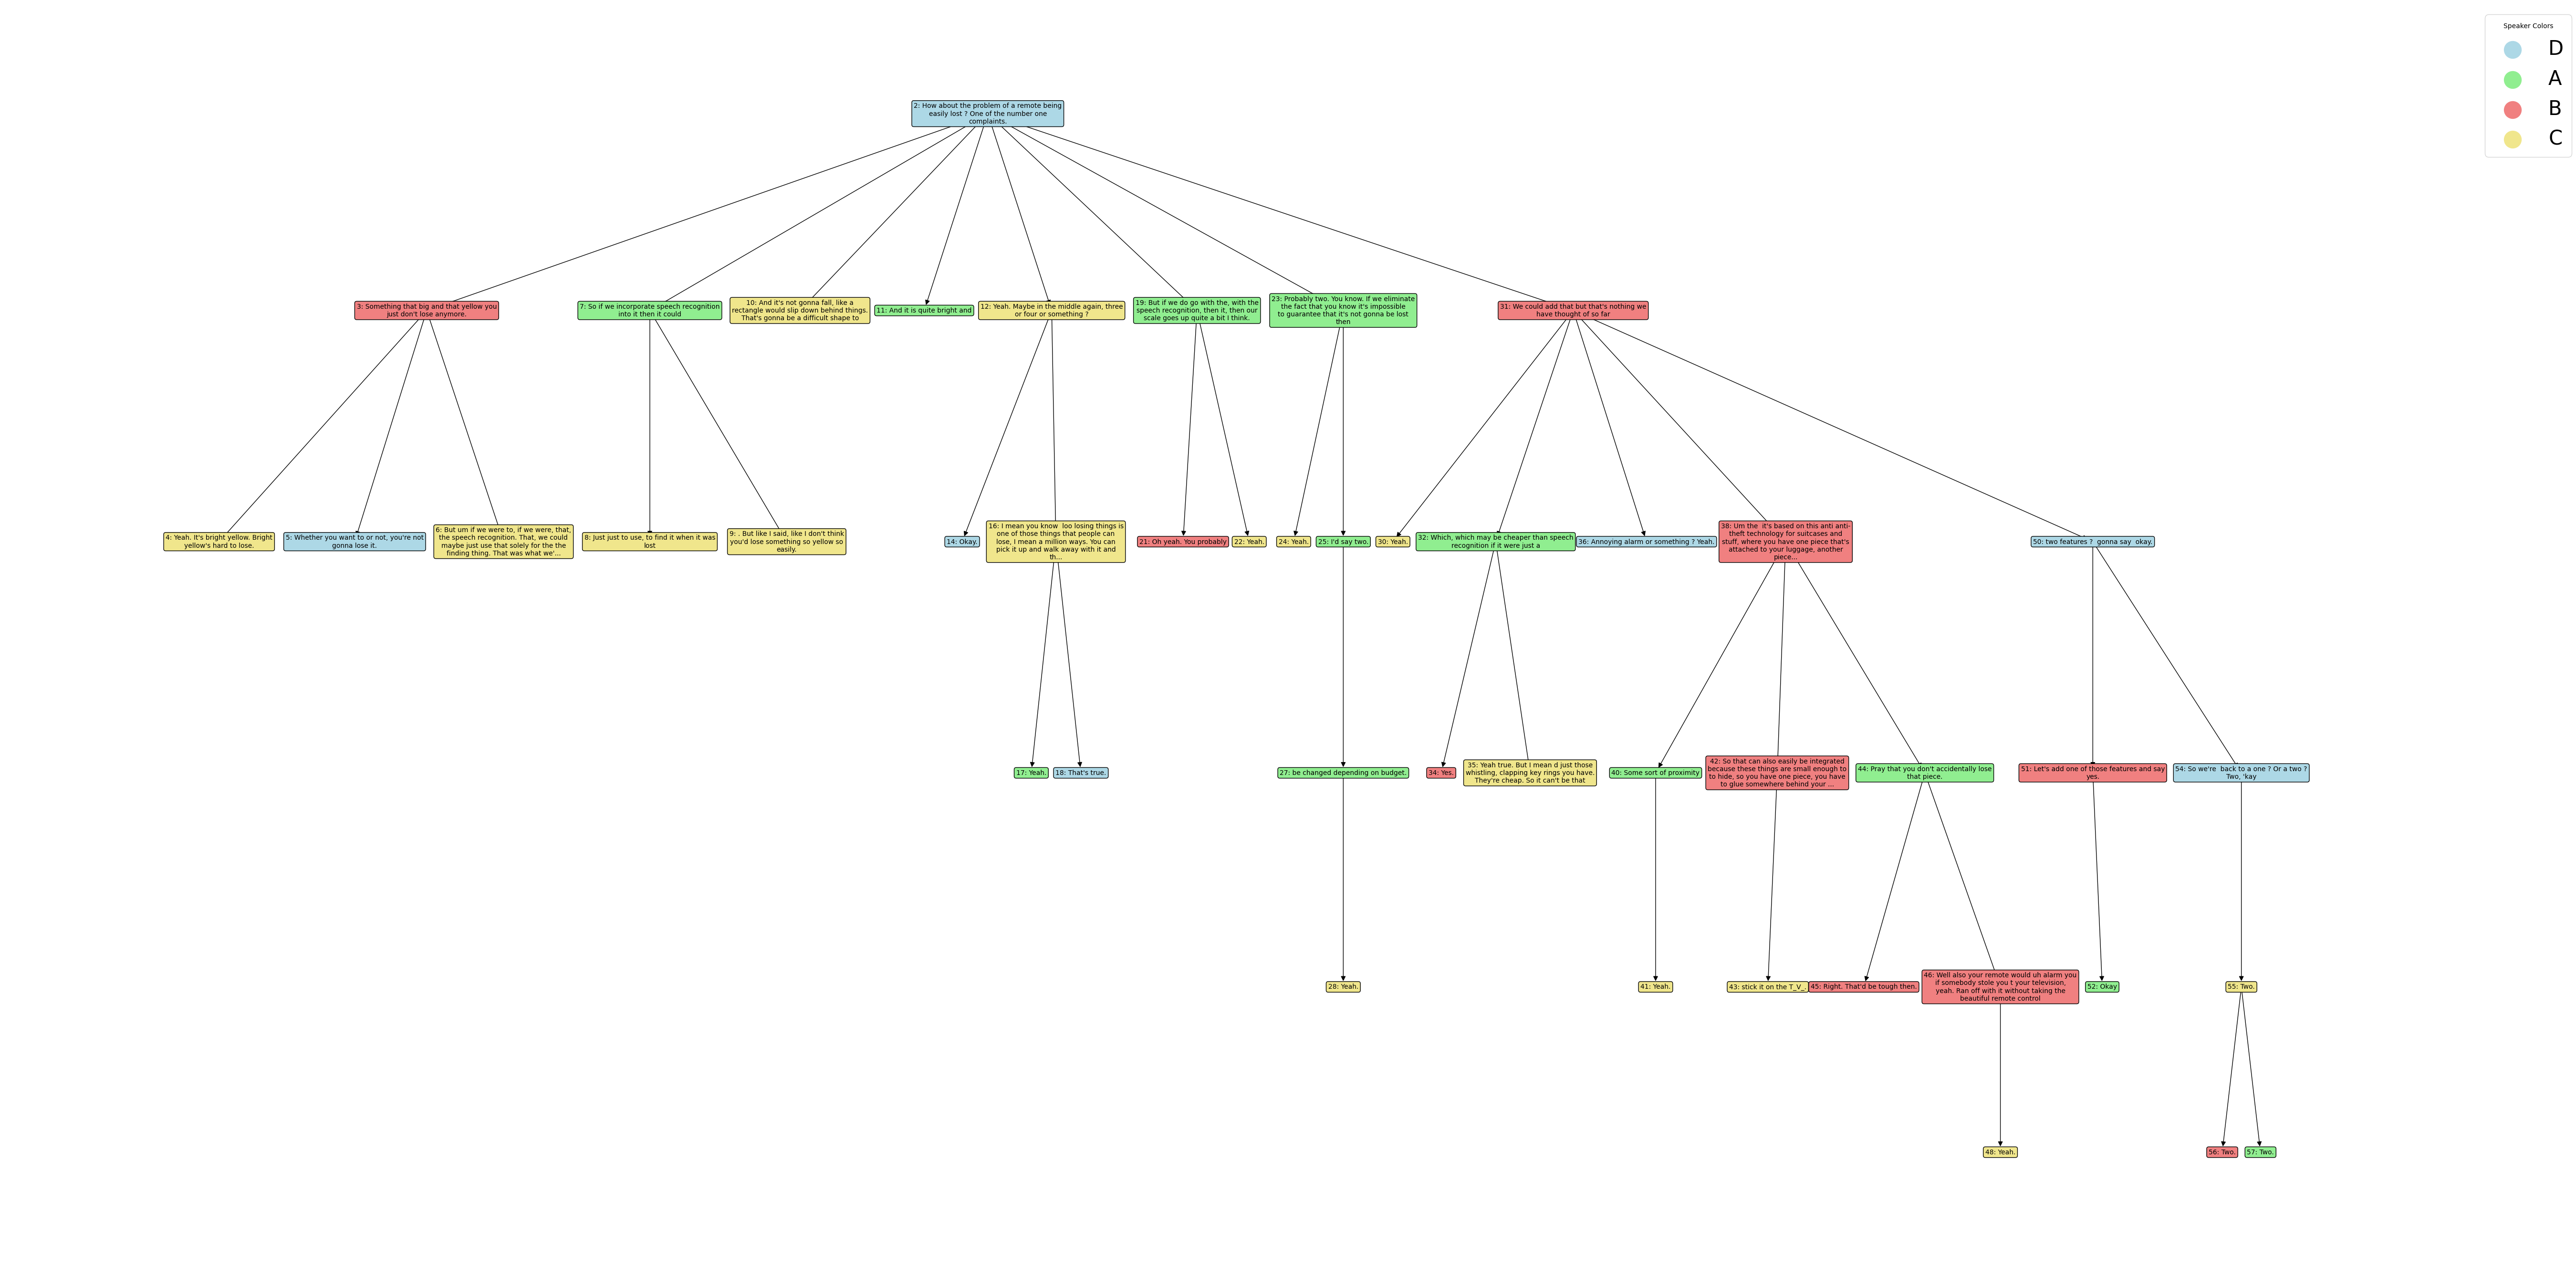 Speaker Colors
D
A
B
C
2: How about the problem of a remote being
easily lost ? One of the number one
complaints.
3: Something that big and that yellow you
just don't lose anymore.
7: So if we incorporate speech recognition
into it then it could
10: And it's not gonna fall, like a
rectangle would slip down behind things.
That's gonna be a difficult shape to
11: And it is quite bright and
12: Yeah. Maybe in the middle again, three
or four or something ?
19: But if we do go with the, with the
speech recognition, then it, then our
scale goes up quite a bit I think.
23: Probably two. You know. If we eliminate
the fact that you know it's impossible
to guarantee that it's not gonna be lost
then
31: We could add that but that's nothing we
have thought of so far
4: Yeah. It's bright yellow. Bright
yellow's hard to lose.
5: Whether you want to or not, you're not
gonna lose it.
6: But um if we were to, if we were, that,
the speech recognition. That, we could
maybe just use that solely for the the
finding thing. That was what we'...
8: Just just to use, to find it when it was
lost
9: . But like I said, like I don't think
you'd lose something so yellow so
easily.
14: Okay.
16: I mean you know  loo losing things is
one of those things that people can
lose, I mean a million ways. You can
pick it up and walk away with it and
th...
21: Oh yeah. You probably
22: Yeah.
24: Yeah.
25: I'd say two.
30: Yeah.
32: Which, which may be cheaper than speech
recognition if it were just a
36: Annoying alarm or something ? Yeah.
38: Um the  it's based on this anti anti-
theft technology for suitcases and
stuff, where you have one piece that's
attached to your luggage, another
piece...
50: two features ?  gonna say  okay.
17: Yeah.
18: That's true.
27: be changed depending on budget.
34: Yes.
35: Yeah true. But I mean d just those
whistling, clapping key rings you have.
They're cheap. So it can't be that
40: Some sort of proximity
42: So that can also easily be integrated
because these things are small enough to
to hide, so you have one piece, you have
to glue somewhere behind your ...
44: Pray that you don't accidentally lose
that piece.
51: Let's add one of those features and say
yes.
54: So we're  back to a one ? Or a two ?
Two, 'kay
28: Yeah.
41: Yeah.
43: stick it on the T_V_.
45: Right. That'd be tough then.
46: Well also your remote would uh alarm you
if somebody stole you t your television,
yeah. Ran off with it without taking the
beautiful remote control
52: Okay
55: Two.
48: Yeah.
56: Two.
57: Two.